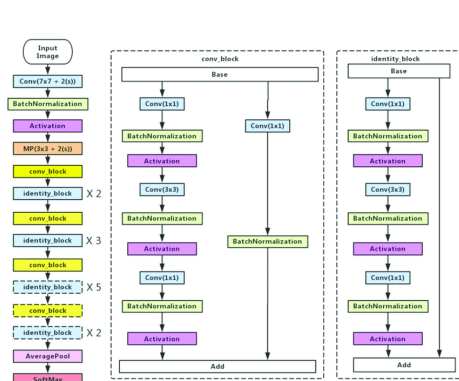 Input
Image
Conv(7x7 + 2(s))
BatchNormalization
Activation
MP(3x3 + 2(s))
conv_block
identity_block X 2
conv_block
identity_block X 3
conv_block
identity_block X 5
conv_block
identity_block X 2
AveragePool
SoftMax
conv_block
Base
Conv(1x1)
BatchNormalization
Activation
Conv(3x3)
BatchNormalization
Activation
Conv(1x1)
BatchNormalization
Activation
Conv(1x1)
BatchNormalization
Add
identity_block
Base
Conv(1x1)
BatchNormalization
Activation
Conv(3x3)
BatchNormalization
Activation
Conv(1x1)
BatchNormalization
Activation
Add